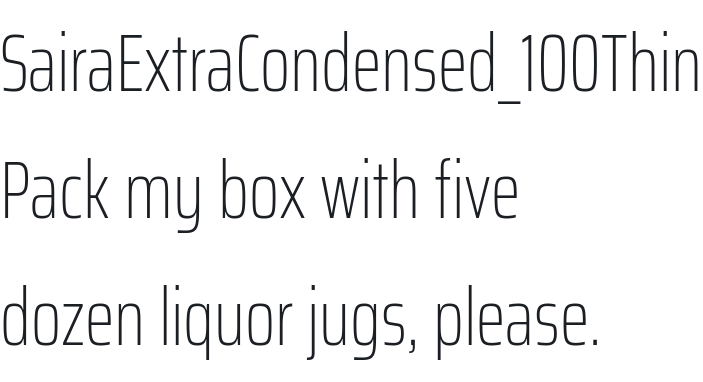 SairaExtraCondensed_100Thin
Pack my box with five
dozen liquor jugs, please.